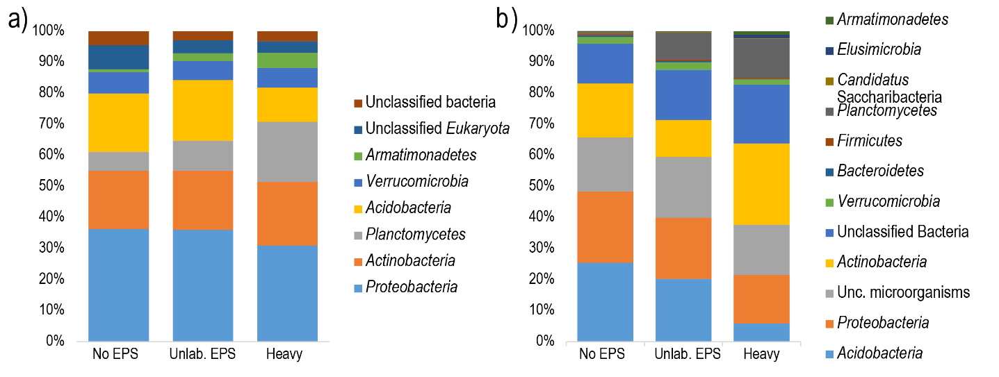 a)
100%
90%
80%
70%
60%
50%
40%
30%
20%
10%
0%
No EPS
Unlab. EPS
Heavy
Unclassified bacteria
Unclassified Eukaryota
Armatimonadetes
Verrucomicrobia
Acidobacteria
Planctomycetes
Actinobacteria
Proteobacteria
b)
100%
90%
80%
70%
60%
50%
40%
30%
20%
10%
0%
No EPS
Unlab. EPS
Heavy
Armatimonadetes
Elusimicrobia
Candidatus
Saccharibacteria
Planctomycetes
Firmicutes
Bacteroidetes
Verrucomicrobia
Unclassified Bacteria
Actinobacteria
Unc. microorganisms
Proteobacteria
Acidobacteria